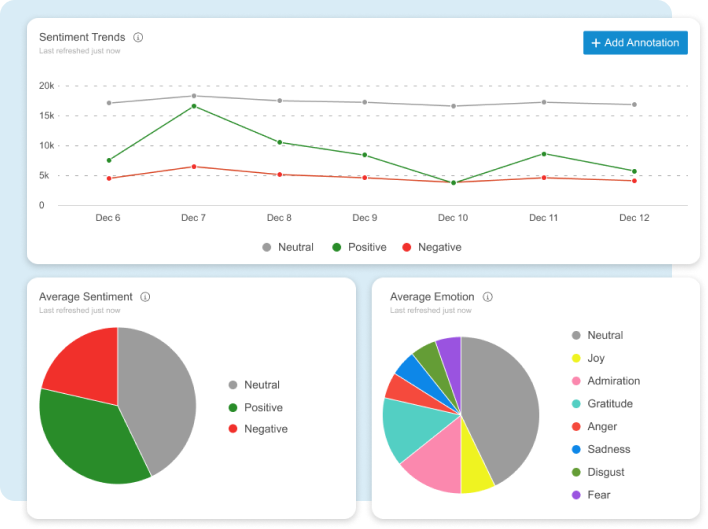 Sentiment Trends
Last refreshed just now
+ Add Annotation
20k
15k
10k
5k
0
Dec 6 Dec 7 Dec 8 Dec 9 Dec 10 Dec 11 Dec 12
Neutral Positive Negative
Average Sentiment
Last refreshed just now
Neutral
Positive
Negative
Average Emotion
Last refreshed just now
Neutral
Joy
Admiration
Gratitude
Anger
Sadness
Disgust
Fear